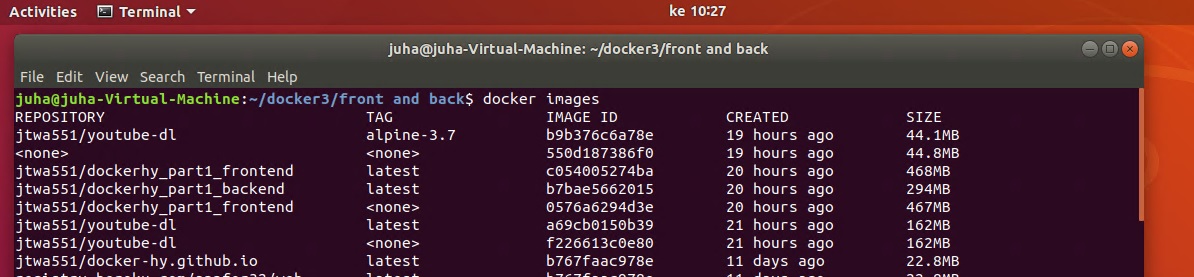 Activities Terminal ke 10:27
juha@juha-Virtual-Machine: ~/docker3/front and back
File Edit View Search Terminal Help
juha@juha-Virtual-Machine:~/docker3/front and back$ docker images
REPOSITORY TAG IMAGE ID CREATED SIZE
jtwa551/youtube-dl alpine-3.7 b9b376c6a78e 19 hours ago 44.1MB
<none> <none> 550d187386f0 19 hours ago 44.8MB
jtwa551/dockerhy_part1_frontend latest c054005274ba 20 hours ago 468MB
jtwa551/dockerhy_part1_backend latest b7bae5662015 20 hours ago 294MB
jtwa551/dockerhy_part1_frontend <none> 0576a6294d3e 20 hours ago 467MB
jtwa551/youtube-dl latest a69cb0150b39 21 hours ago 162MB
jtwa551/youtube-dl <none> f226613c0e80 21 hours ago 162MB
jtwa551/docker-hy.github.io latest b767faac978e 11 days ago 22.8MB